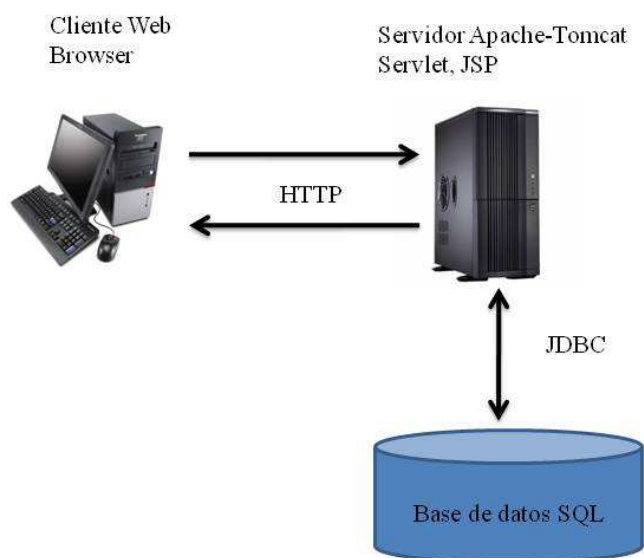 Cliente Web
Browser
Servidor Apache-Tomcat
Servlet, JSP
HTTP
JDBC
Base de datos SQL